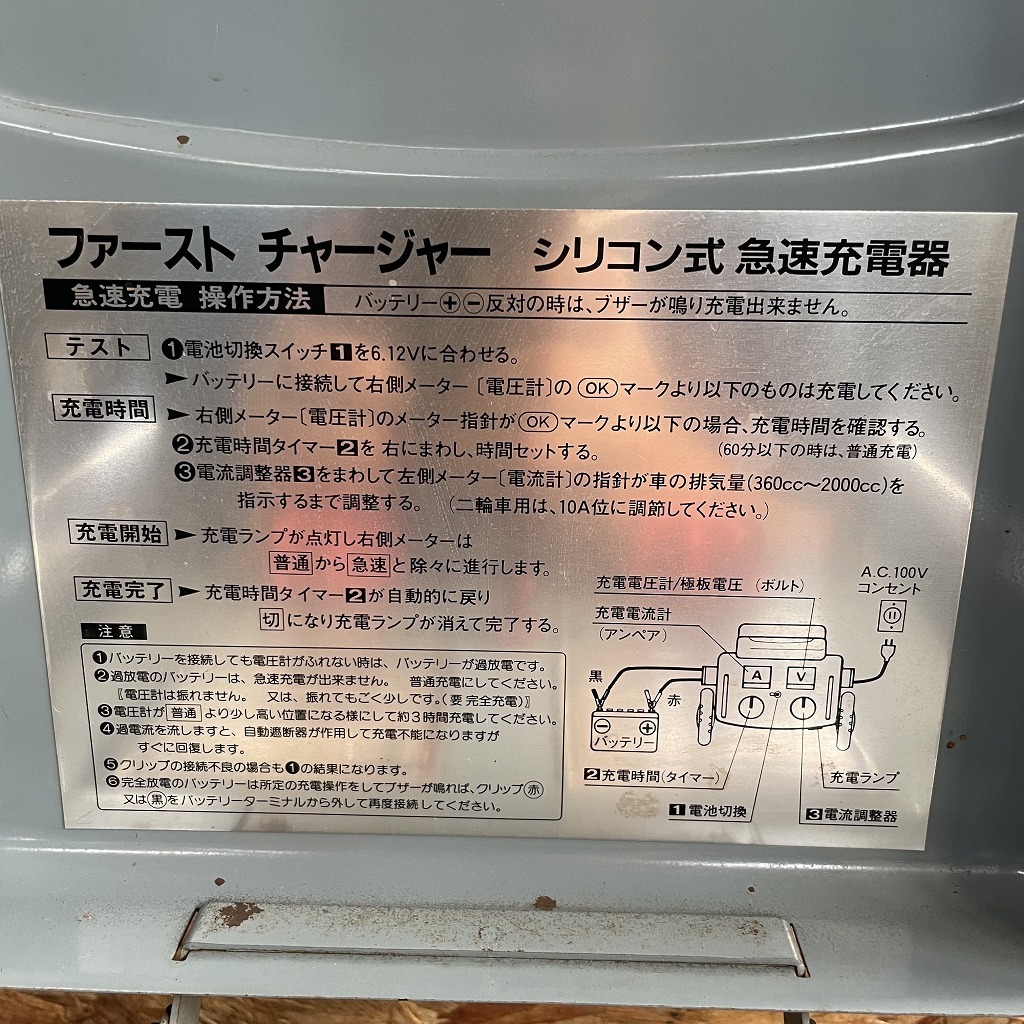 ファースト チャージャー シリコン式 急速充電器
急速充電 操作方法 バッテリー⊕⊖反対の時は、ブザーが鳴り充電出来ません。
テスト ❶電池切換スイッチ1を6.12Vに合わせる。
►バッテリーに接続して右側メーター〔電圧計〕のOKマークより以下のものは充電してください。
充電時間 ►右側メーター〔電圧計〕のメーター指針がOKマークより以下の場合、充電時間を確認する。
❷充電時間タイマー2を 右にまわし、時間セットする。 (60分以下の時は、普通充電)
❸電流調整器3をまわして左側メーター〔電流計〕の指針が車の排気量(360cc〜2000cc)を
指示するまで調整する。 (二輪車用は、10A位に調節してください。)
充電開始 ►充電ランプが点灯し右側メーターは
普通から急速と除々に進行します。
充電完了 ►充電時間タイマー2が自動的に戻り
切になり充電ランプが消えて完了する。
注意
❶バッテリーを接続しても電圧計がふれない時は、バッテリーが過放電です。
❷過放電のバッテリーは、急速充電が出来ません。 普通充電にしてください。
〖電圧計は振れません。 又は、振れてもごく少しです。(要 完全充電)〗
❸電圧計が普通より少し高い位置になる様にして約3時間充電してください。
❹過電流を流しますと、自動遮断器が作用して充電不能になりますが
すぐに回復します。
❺クリップの接続不良の場合も❶の結果になります。
❻完全放電のバッテリーは所定の充電操作をしてブザーが鳴れば、クリップ㊍赤
又は黒をバッテリーターミナルから外して再度接続してください。
充電電圧計/極板電圧 (ボルト)
A.C.100V
コンセント
充電電流計
(アンペア)
黒
赤
A
V
⊖ ⊕
バッテリー
2充電時間(タイマー)
充電ランプ
1電池切換
3電流調整器